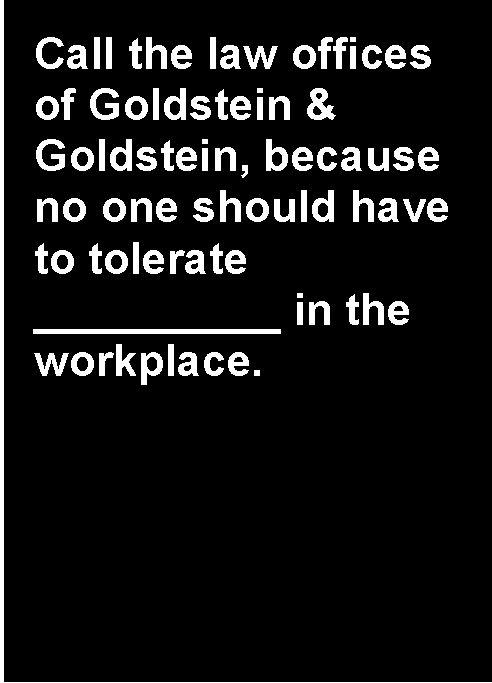 Call the law offices
of Goldstein &
Goldstein, because
no one should have
to tolerate
__________ in the
workplace.